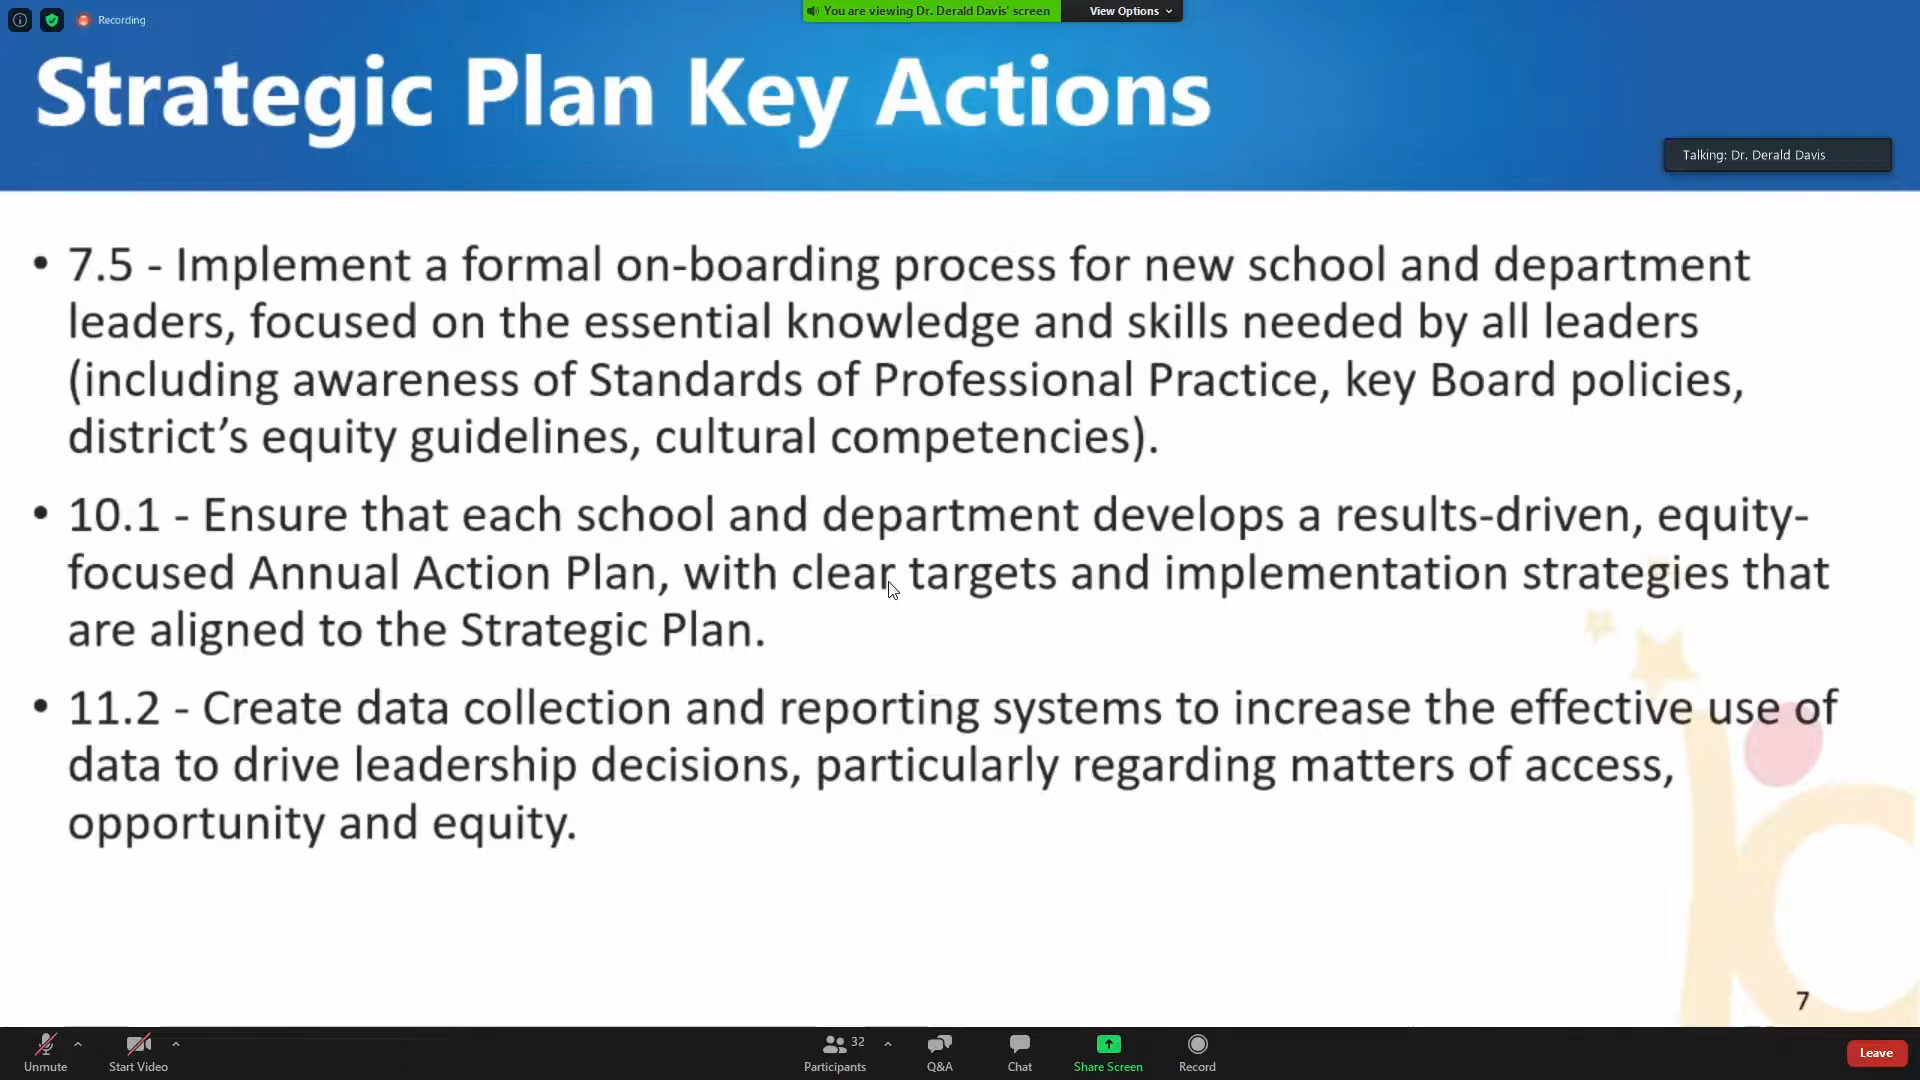 Recording
You are viewing Dr. Derald Davis' screen
View Options
Strategic Plan Key Actions
Talking: Dr. Derald Davis
• 7.5 - Implement a formal on-boarding process for new school and department
leaders, focused on the essential knowledge and skills needed by all leaders
(including awareness of Standards of Professional Practice, key Board policies,
district’s equity guidelines, cultural competencies).
• 10.1 - Ensure that each school and department develops a results-driven, equity-
focused Annual Action Plan, with clear targets and implementation strategies that
are aligned to the Strategic Plan.
• 11.2 - Create data collection and reporting systems to increase the effective use of
data to drive leadership decisions, particularly regarding matters of access,
opportunity and equity.
7
Unmute
Start Video
32
Participants
Q&A
Chat
Share Screen
Record
Leave